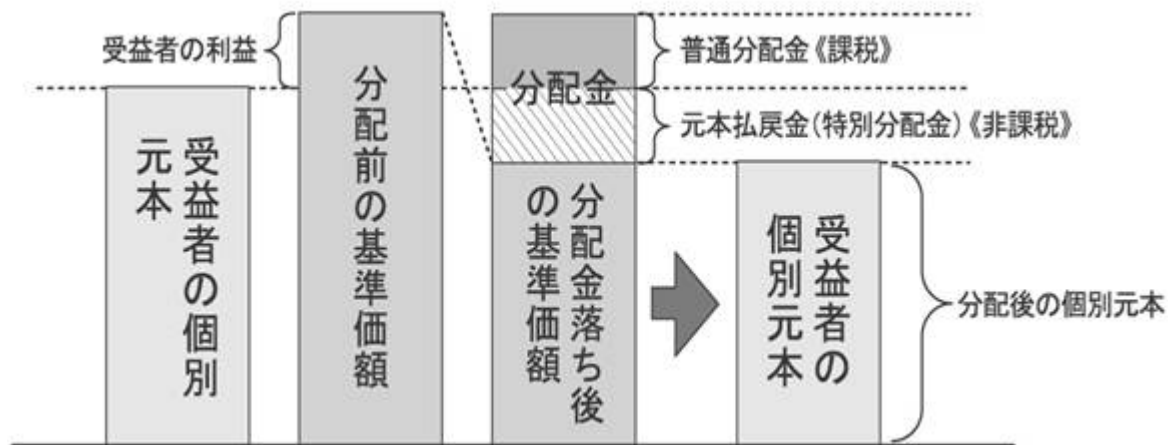 受益者の利益
受益者の個別
元本
分配前の基準価額
分配金
分配金落ち後
の基準価額
普通分配金《課税》
元本払戻金(特別分配金)《非課税》
受益者の
個別元本
分配後の個別元本